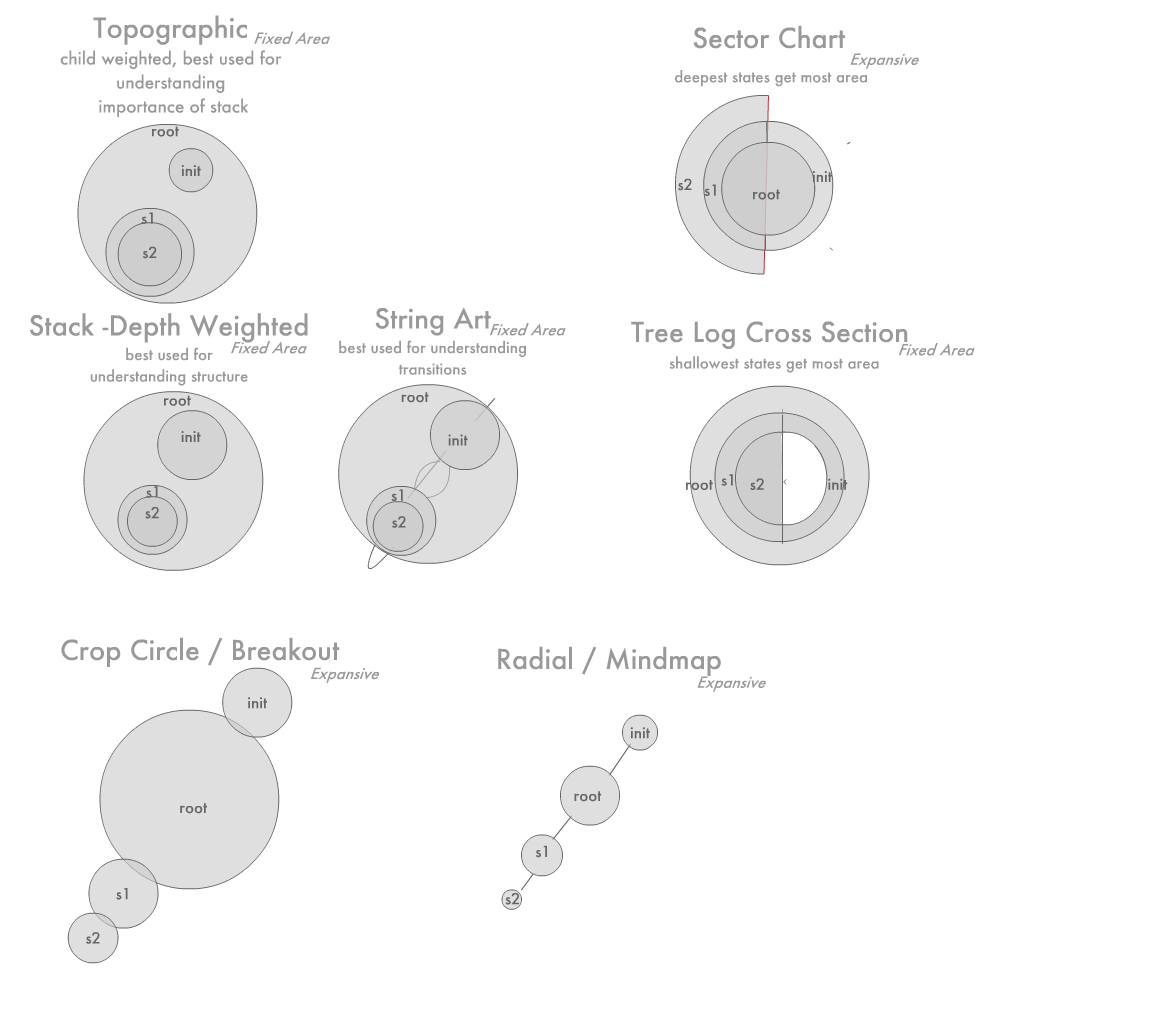 Topographic
Fixed Area
child weighted, best used for
understanding
importance of stack
root
init
s1
s2
Sector Chart
Expansive
deepest states get most area
s2
s1
root
init
Stack -Depth Weighted
Fixed Area
best used for
understanding structure
root
init
s1
s2
String Art
Fixed Area
best used for understanding
transitions
root
init
s1
s2
Tree Log Cross Section
Fixed Area
shallowest states get most area
root
s1
s2
init
Crop Circle / Breakout
Expansive
init
root
s1
s2
Radial / Mindmap
Expansive
init
root
s1
s2